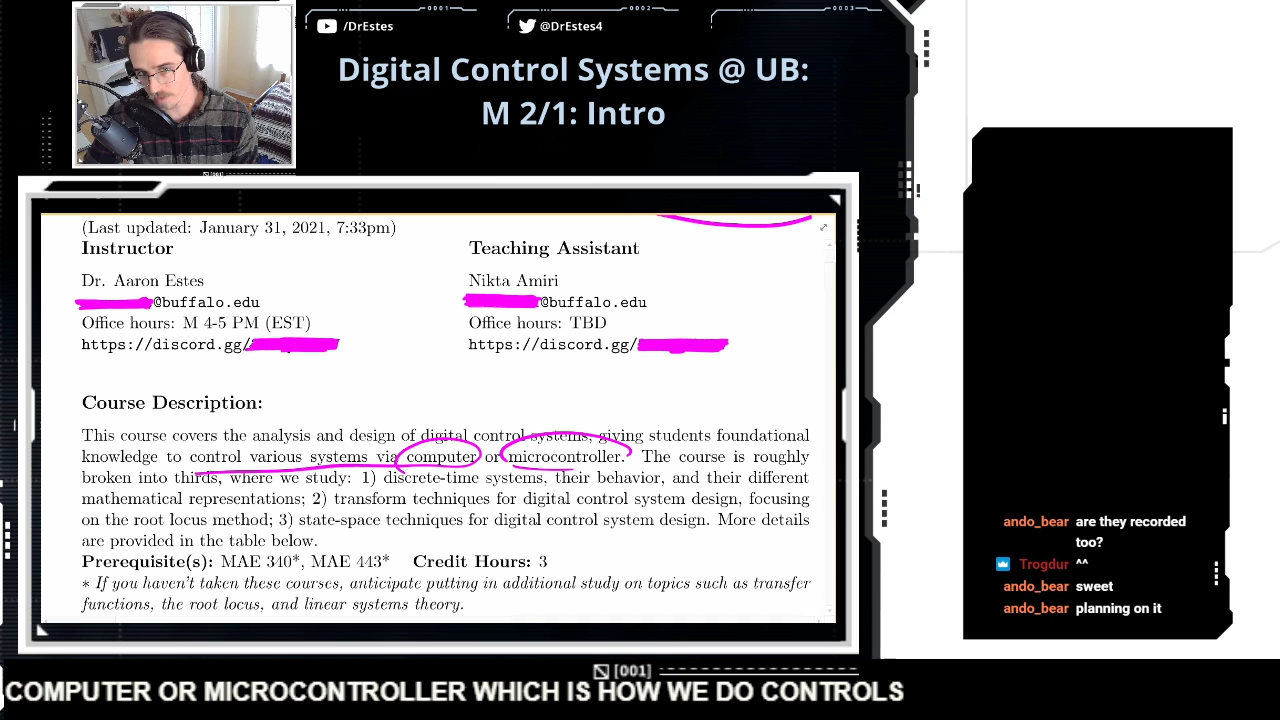 0001
0002
0003
/DrEstes
@DrEstes4
Digital Control Systems @ UB:
M 2/1: Intro
[001]
(Last updated: January 31, 2021, 7:33pm)
Instructor
Teaching Assistant
Dr. Aaron Estes
Nikta Amiri
@buffalo.edu
@buffalo.edu
Office hours: M 4-5 PM (EST)
Office hours: TBD
https://discord.gg/
https://discord.gg/
Course Description:
This course covers the analysis and design of digital control systems, giving students foundational
knowledge to control various systems via computer or microcontroller. The course is roughly
broken into thirds, where we study: 1) discrete-time systems, their behavior, and their different
mathematical representations; 2) transform techniques for digital control system design, focusing
on the root locus method; 3) state-space techniques for digital control system design. More details
are provided in the table below.
Prerequisite(s): MAE 340*, MAE 443* Credit Hours: 3
* If you haven't taken these courses anticipate putting in additional study on topics such as transfer
functions, the root locus, and linear systems theory.
ando_bear are they recorded
too?
Trogdur ^^
ando_bear sweet
ando_bear planning on it
[001]
COMPUTER OR MICROCONTROLLER WHICH IS HOW WE DO CONTROLS